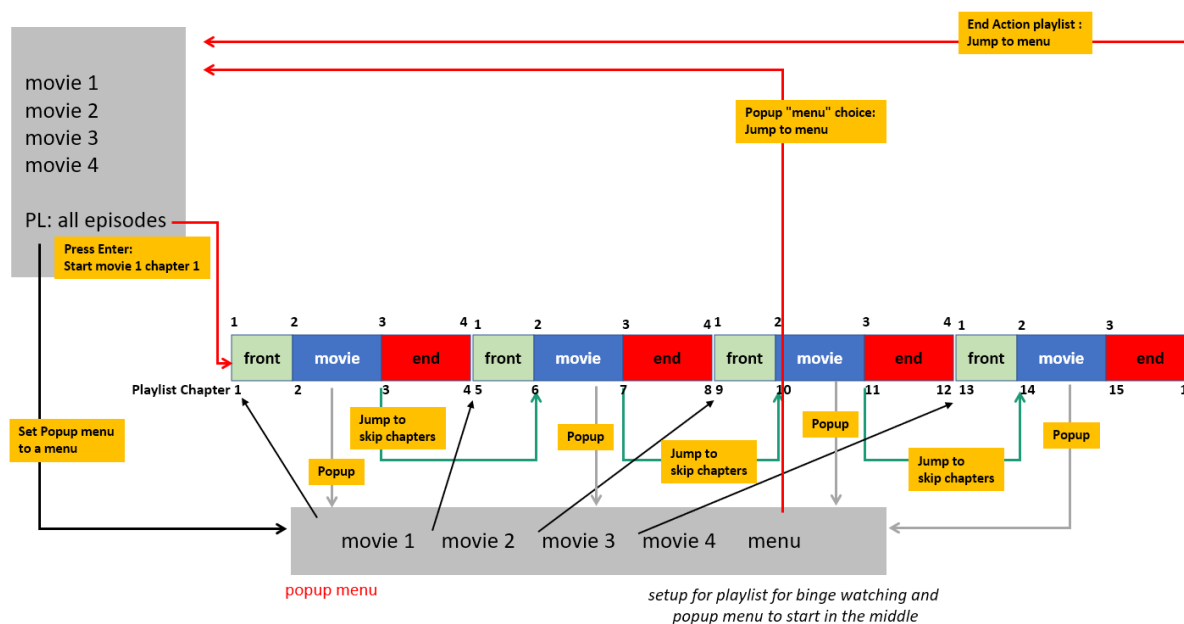 End Action playlist :
Jump to menu
movie 1
movie 2
movie 3
movie 4
Popup "menu" choice:
Jump to menu
PL: all episodes
Press Enter:
Start movie 1 chapter 1
1 2 3 4 1 2 3 4 1 2 3 4 1 2 3
front movie end front movie end front movie end front movie end
Playlist Chapter 1 2 3 4 5 6 7 8 9 10 11 12 13 14 15 1
Set Popup menu
to a menu
Jump to
skip chapters
Popup
Popup
Jump to
skip chapters
Popup
Jump to
skip chapters
Popup
movie 1 movie 2 movie 3 movie 4 menu
popup menu
setup for playlist for binge watching and
popup menu to start in the middle